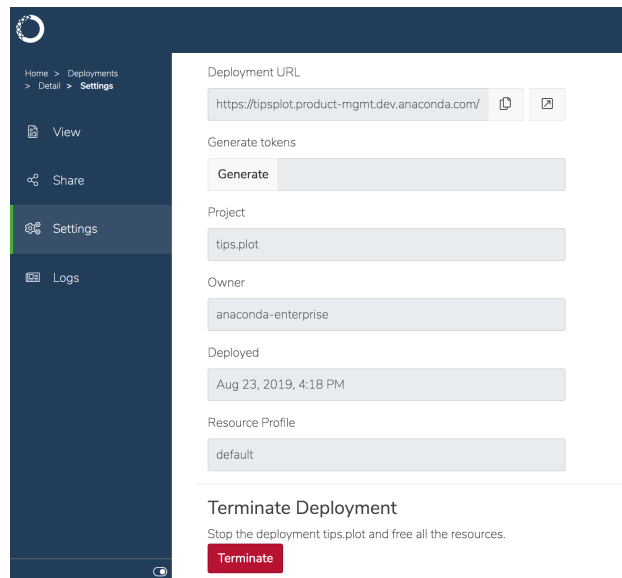 Home > Deployments
> Detail > Settings
View
Share
Settings
Logs
Deployment URL
https://tipsplot.product-mgmt.dev.anaconda.com/
Generate tokens
Generate
Project
tips.plot
Owner
anaconda-enterprise
Deployed
Aug 23, 2019, 4:18 PM
Resource Profile
default
Terminate Deployment
Stop the deployment tips.plot and free all the resources.
Terminate